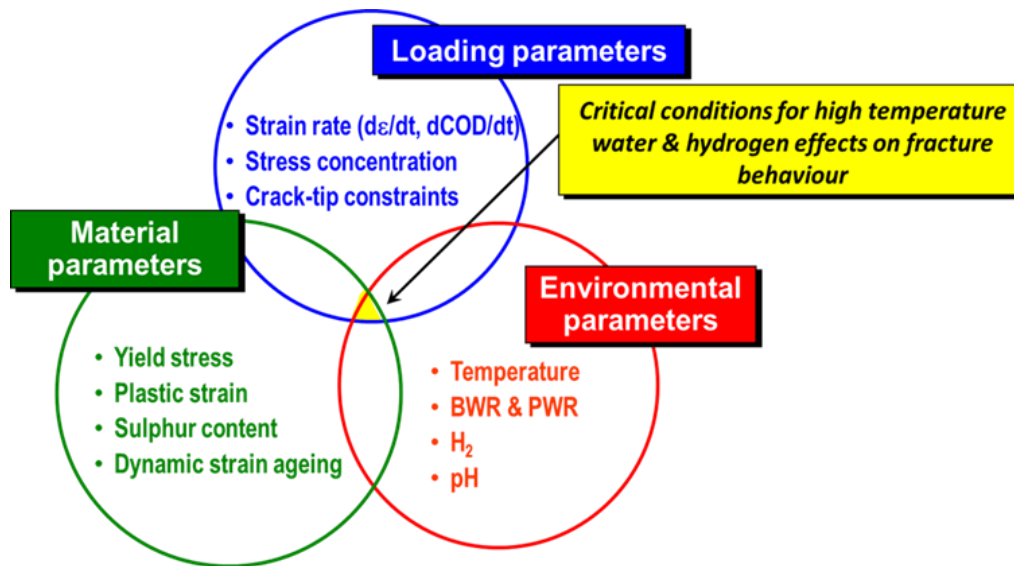 Loading parameters
• Strain rate (dε/dt, dCOD/dt)
• Stress concentration
• Crack-tip constraints
Critical conditions for high temperature
water & hydrogen effects on fracture
behaviour
Material
parameters
• Yield stress
• Plastic strain
• Sulphur content
• Dynamic strain ageing
Environmental
parameters
• Temperature
• BWR & PWR
• H₂
• pH